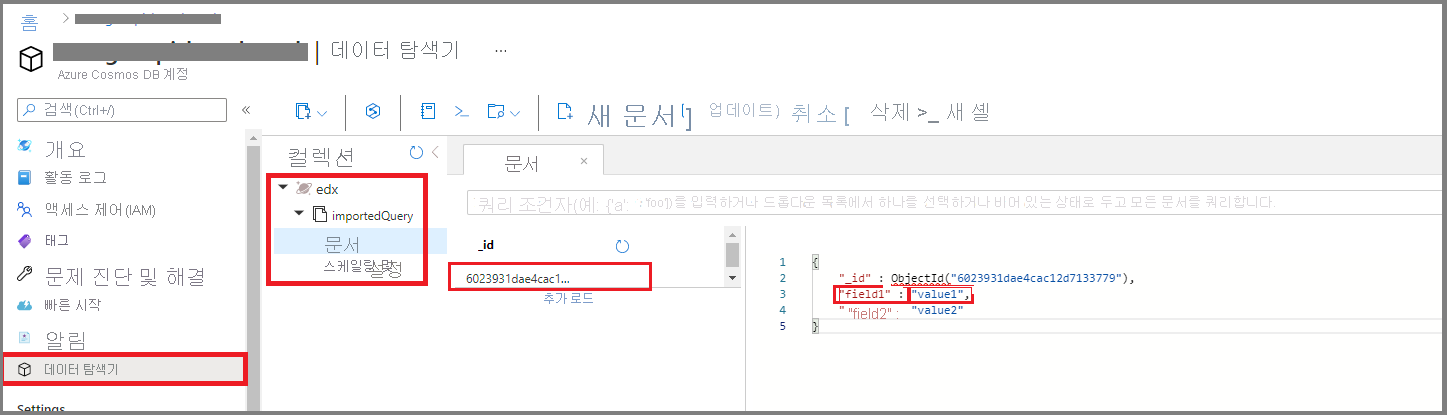 홈 >
| 데이터 탐색기 ...
Azure Cosmos DB 계정
검색(Ctrl+/) «
새 문서 [] 업데이트) 취소 [ 삭제 >_ 새 셸
개요
활동 로그
액세스 제어(IAM)
태그
문제 진단 및 해결
빠른 시작
알림
데이터 탐색기
Settings
컬렉션
edx
importedQuery
문서
스케일링 및 설정
문서 ×
쿼리 조건자(예: {'a': 'foo'})를 입력하거나 드롭다운 목록에서 하나를 선택하거나 비어 있는 상태로 두고 모든 문서를 쿼리합니다.
_id
6023931dae4cac1...
추가 로드
1 {
2 "_id" : ObjectId("6023931dae4cac12d7133779"),
3 "field1" : "value1",
4 " "field2" : "value2"
5 }